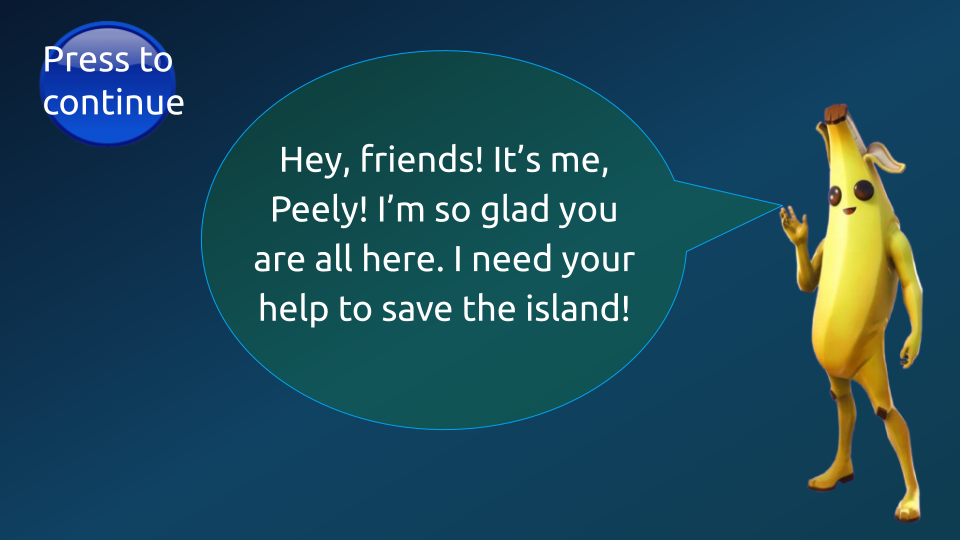 Press to
continue
Hey, friends! It’s me,
Peely! I’m so glad you
are all here. I need your
help to save the island!